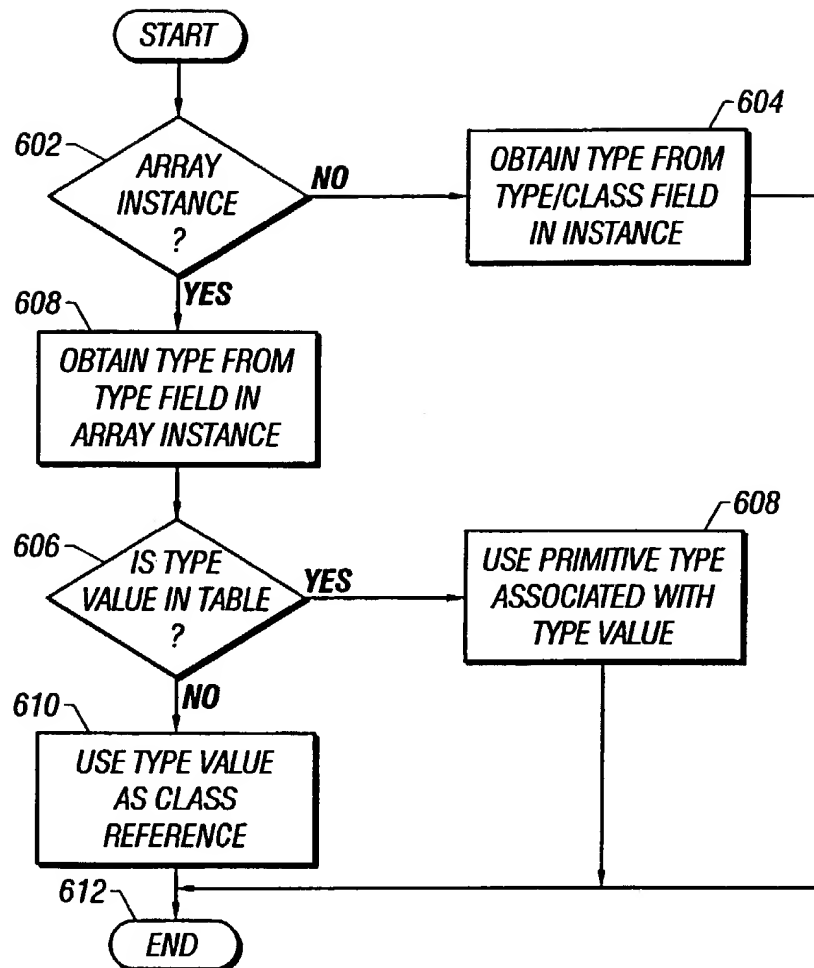 START
602
ARRAY
INSTANCE
?
NO
604
OBTAIN TYPE FROM
TYPE/CLASS FIELD
IN INSTANCE
YES
608
OBTAIN TYPE FROM
TYPE FIELD IN
ARRAY INSTANCE
606
IS TYPE
VALUE IN TABLE
?
YES
608
USE PRIMITIVE TYPE
ASSOCIATED WITH
TYPE VALUE
NO
610
USE TYPE VALUE
AS CLASS
REFERENCE
612
END